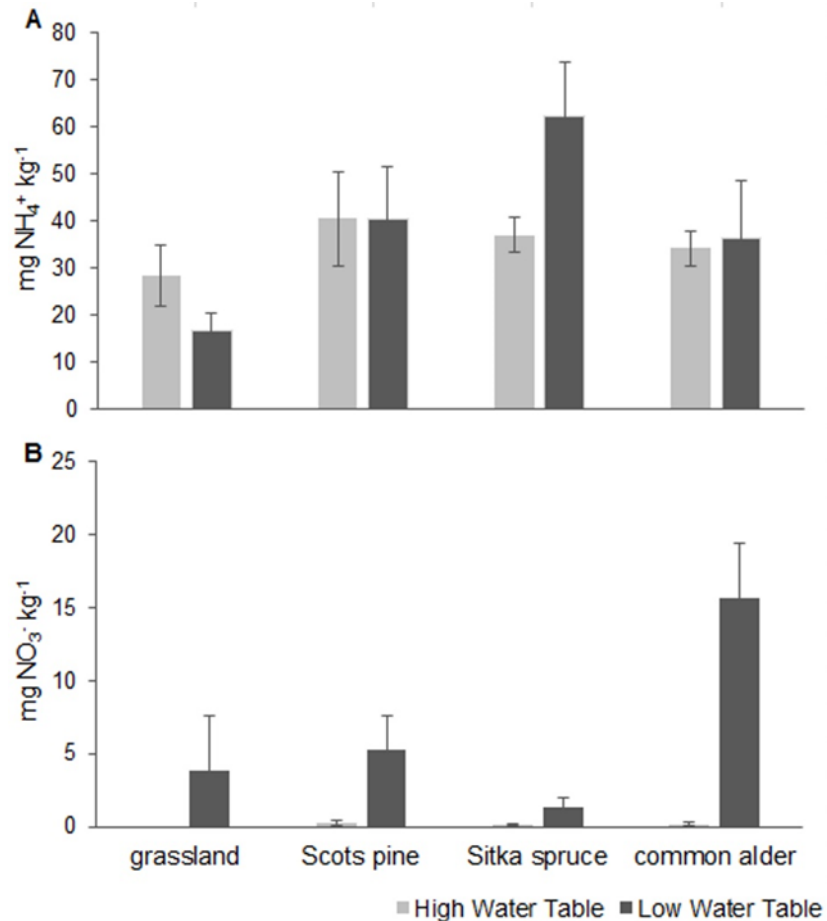 A
80
70
60
50
40
30
20
10
0
mg NH₄⁺ kg⁻¹
B
25
20
15
10
5
0
mg NO₃⁻ kg⁻¹
grassland Scots pine Sitka spruce common alder
High Water Table Low Water Table